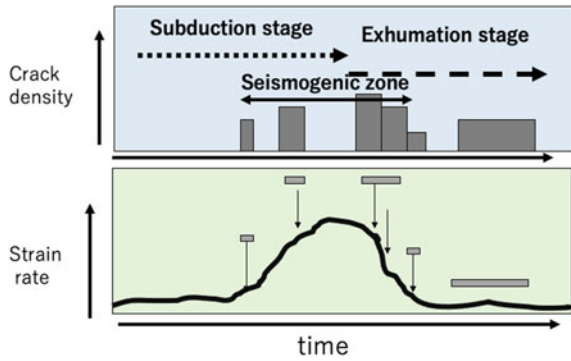 Subduction stage
Exhumation stage
Crack
density
Seismogenic zone
Strain
rate
time